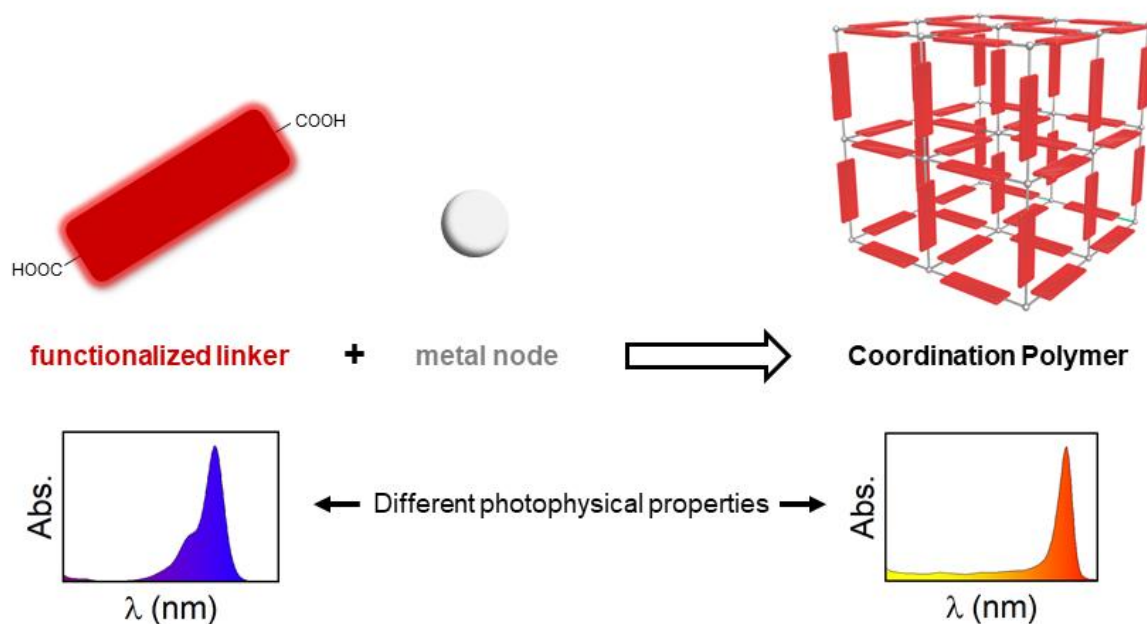 COOH
HOOC
functionalized linker + metal node Coordination Polymer
Abs. Different photophysical properties Abs.
λ (nm) λ (nm)